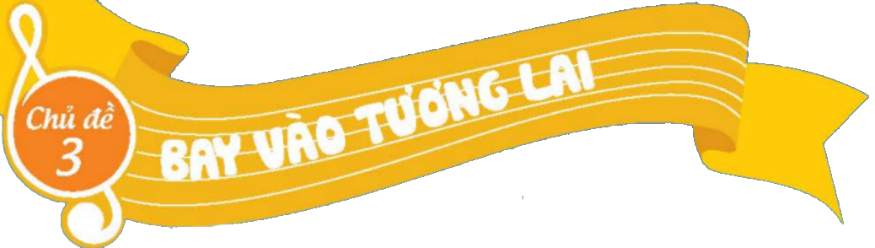 Chủ đề
3
BAY VÀO TƯƠNG LAI